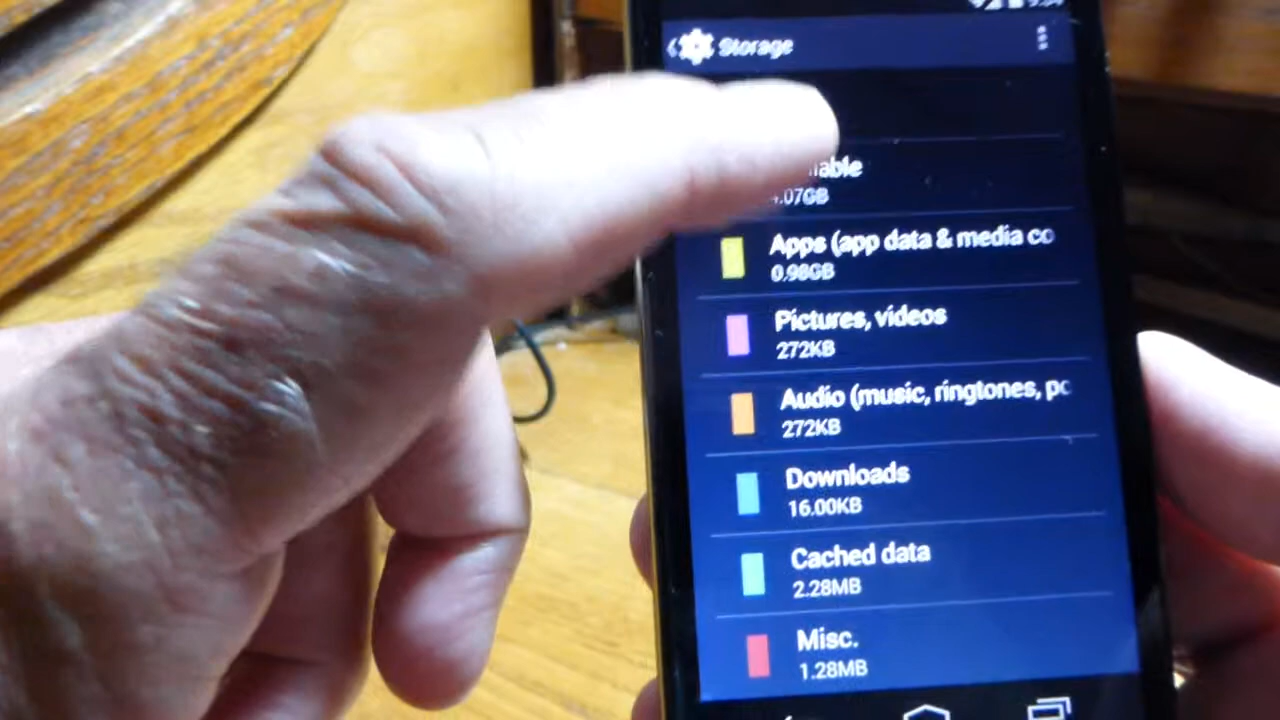 Storage
Apps (app data & media co
0.98GB
Pictures, videos
272KB
Audio (music, ringtones, pc
272KB
Downloads
16.00KB
Cached data
2.28MB
Misc.
1.28MB